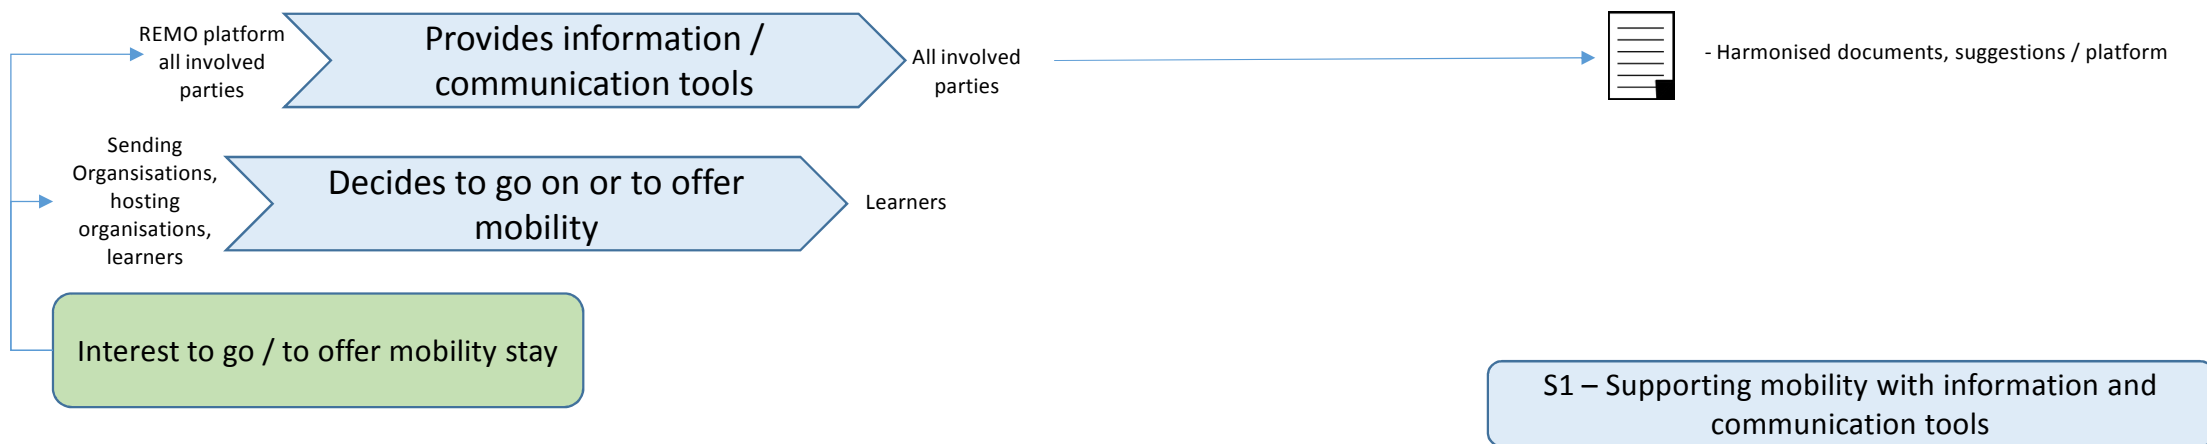 REMO platform
all involved
parties
Provides information /
communication tools
All involved
parties
- Harmonised documents, suggestions / platform
Sending
Organsisations,
hosting
organisations,
learners
Decides to go on or to offer
mobility
Learners
Interest to go / to offer mobility stay
S1 – Supporting mobility with information and
communication tools